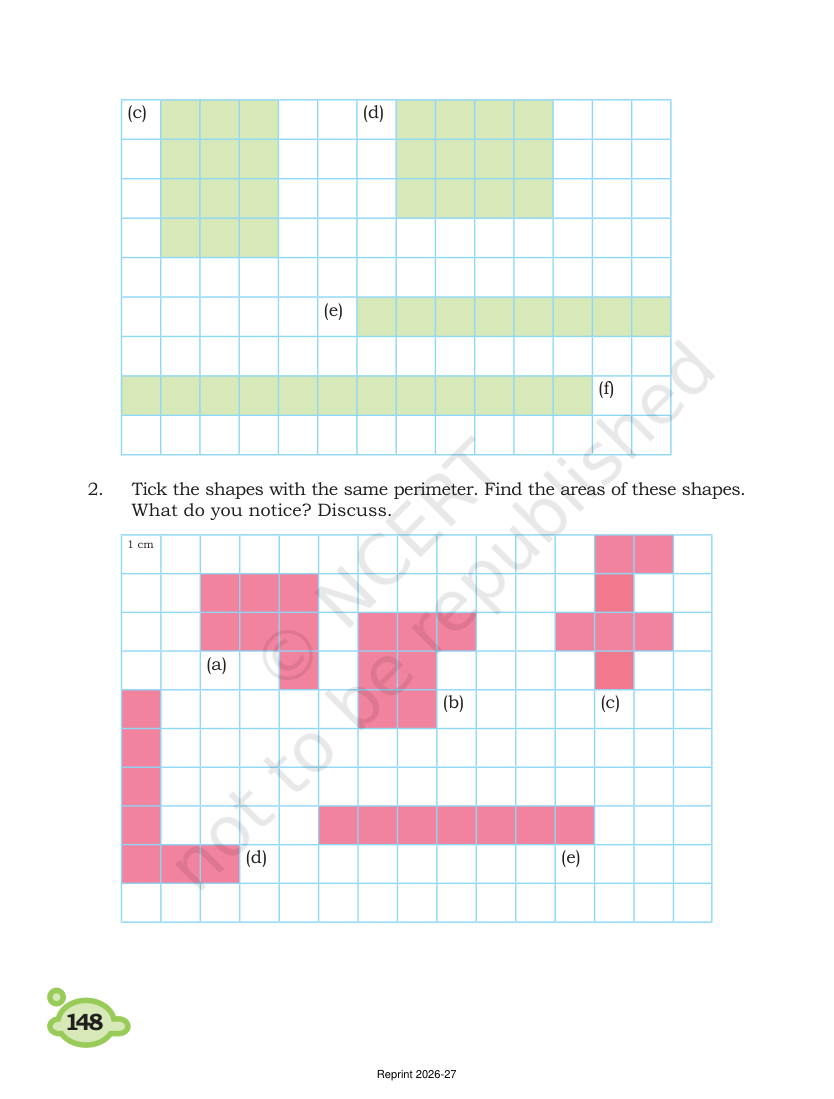 (c)
(d)
(e)
(f)
2. Tick the shapes with the same perimeter. Find the areas of these shapes.
What do you notice? Discuss.
1 cm
(a)
(b)
(c)
(d)
(e)
© NCERT
not to be republished
148
Reprint 2026-27